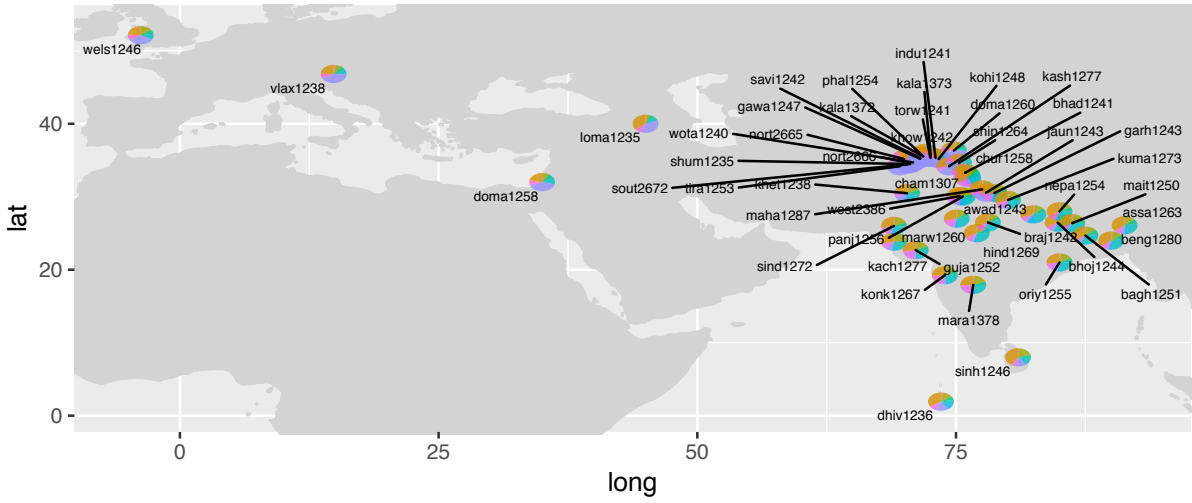 wels1246
indu1241
savi1242
phal1254
kala1373
kohi1248
kash1277
vlax1238
gawa1247
kala1372
torw1241
doma1260
bhad1241
40
loma1235
wota1240
nort2665
khow1242
shin1264
jaun1243
garh1243
shum1235
nort2666
chur1258
kuma1273
sout2672
tira1253
khet1238
cham1307
nepa1254
mait1250
doma1258
maha1287
west2386
awad1243
assa1263
panj1256
marw1260
braj1242
beng1280
hind1269
sind1272
kach1277
guja1252
bhoj1244
20
konk1267
oriy1255
bagh1251
mara1378
sinh1246
dhiv1236
0
lat
0
25
50
75
long